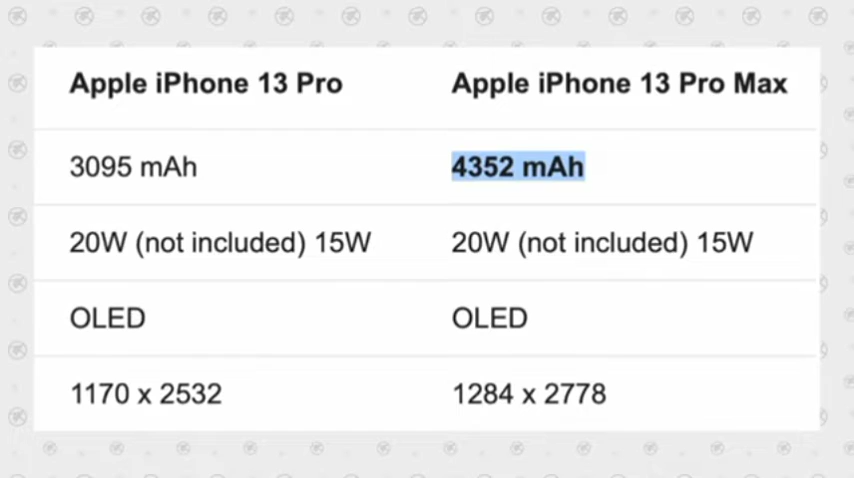 Apple iPhone 13 Pro Apple iPhone 13 Pro Max
3095 mAh 4352 mAh
20W (not included) 15W 20W (not included) 15W
OLED OLED
1170 x 2532 1284 x 2778